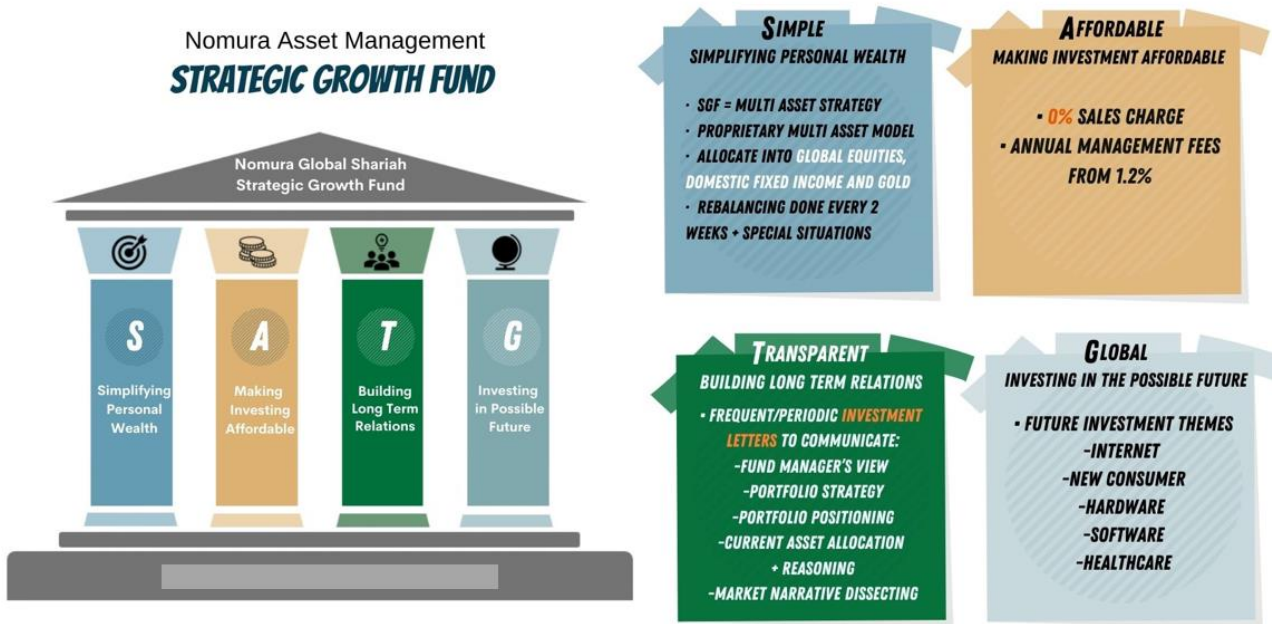 Nomura Asset Management
STRATEGIC GROWTH FUND
Nomura Global Shariah
Strategic Growth Fund
S
Simplifying
Personal
Wealth
A
Making
Investing
Affordable
T
Building
Long Term
Relations
G
Investing
in Possible
Future
SIMPLE
SIMPLIFYING PERSONAL WEALTH
· SGF = MULTI ASSET STRATEGY
· PROPRIETARY MULTI ASSET MODEL
· ALLOCATE INTO GLOBAL EQUITIES,
DOMESTIC FIXED INCOME AND GOLD
· REBALANCING DONE EVERY 2
WEEKS + SPECIAL SITUATIONS
AFFORDABLE
MAKING INVESTMENT AFFORDABLE
· 0% SALES CHARGE
· ANNUAL MANAGEMENT FEES
FROM 1.2%
TRANSPARENT
BUILDING LONG TERM RELATIONS
· FREQUENT/PERIODIC INVESTMENT
LETTERS TO COMMUNICATE:
-FUND MANAGER'S VIEW
-PORTFOLIO STRATEGY
-PORTFOLIO POSITIONING
-CURRENT ASSET ALLOCATION
+ REASONING
-MARKET NARRATIVE DISSECTING
GLOBAL
INVESTING IN THE POSSIBLE FUTURE
· FUTURE INVESTMENT THEMES
-INTERNET
-NEW CONSUMER
-HARDWARE
-SOFTWARE
-HEALTHCARE